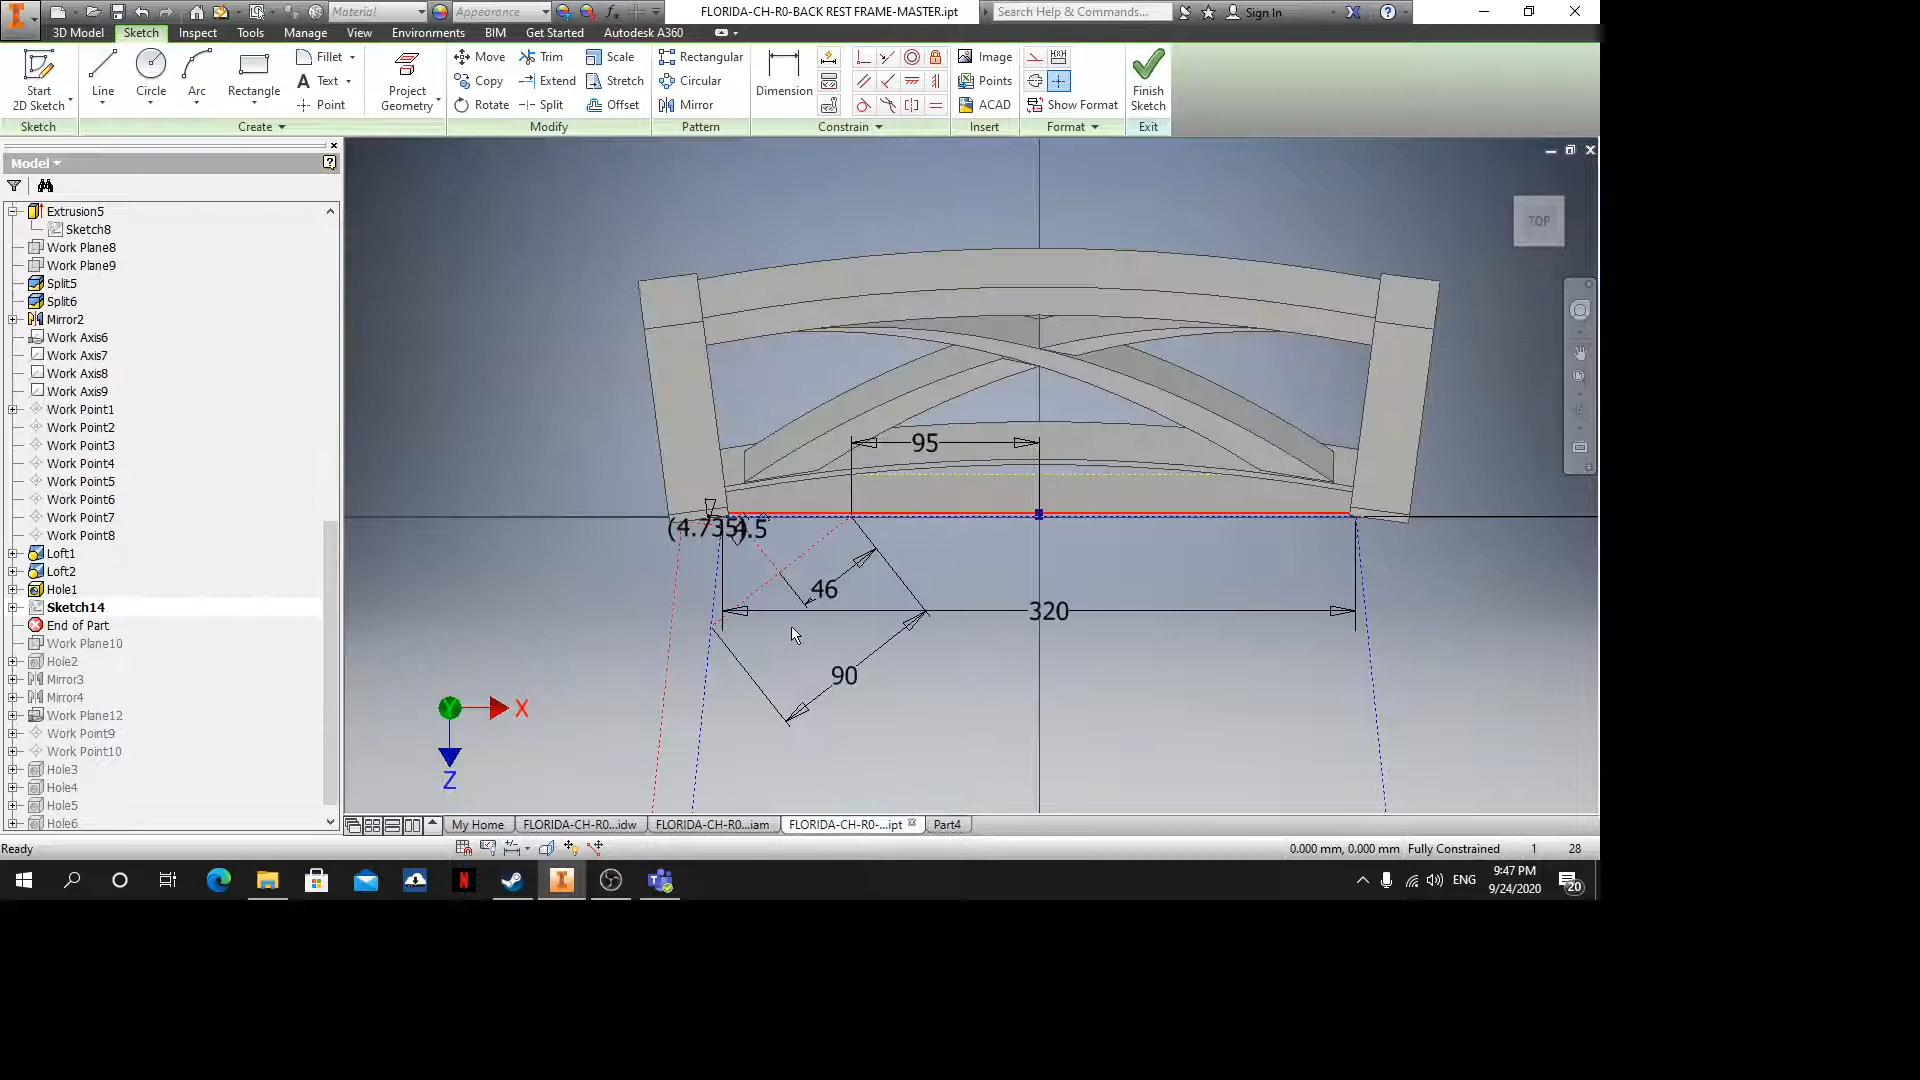 Material
Appearance
FLORIDA-CH-R0-BACK REST FRAME-MASTER.ipt
Search Help & Commands...
Sign In
3D Model
Sketch
Inspect
Tools
Manage
View
Environments
BIM
Get Started
Autodesk A360
Start
2D Sketch
Line
Circle
Arc
Rectangle
Fillet
Text
Point
Project
Geometry
Move
Copy
Rotate
Trim
Extend
Split
Scale
Stretch
Offset
Rectangular
Circular
Mirror
Dimension
Image
Points
ACAD
Show Format
Finish
Sketch
Sketch
Create
Modify
Pattern
Constrain
Insert
Format
Exit
Model
Extrusion5
Sketch8
Work Plane8
Work Plane9
Split5
Split6
Mirror2
Work Axis6
Work Axis7
Work Axis8
Work Axis9
Work Point1
Work Point2
Work Point3
Work Point4
Work Point5
Work Point6
Work Point7
Work Point8
Loft1
Loft2
Hole1
Sketch14
End of Part
Work Plane10
Hole2
Mirror3
Mirror4
Work Plane12
Work Point9
Work Point10
Hole3
Hole4
Hole5
Hole6
TOP
95
(4.735)
46
320
90
X
Y
Z
My Home
FLORIDA-CH-R0...idw
FLORIDA-CH-R0...iam
FLORIDA-CH-R0-...ipt
Part4
Ready
0.000 mm, 0.000 mm
Fully Constrained
1
28
ENG
9:47 PM
9/24/2020
20